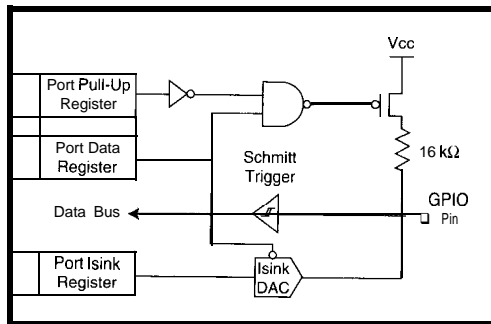 Vcc
Port Pull-Up
Register
Port Data
Register
Schmitt
Trigger
16 kΩ
GPIO
Pin
Data Bus
Port Isink
Register
Isink
DAC